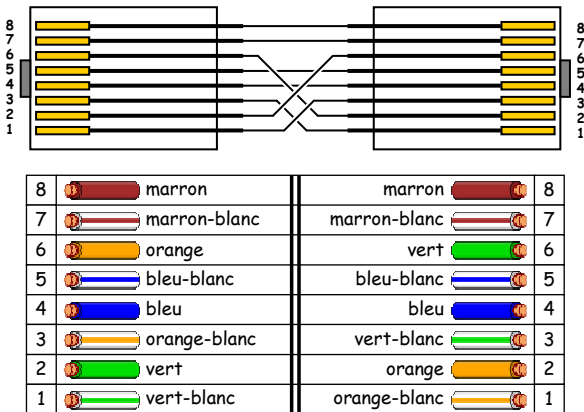 8 8
7 7
6 6
5 5
4 4
3 3
2 2
1 1
8 marron marron 8
7 marron-blanc marron-blanc 7
6 orange vert 6
5 bleu-blanc bleu-blanc 5
4 bleu bleu 4
3 orange-blanc vert-blanc 3
2 vert orange 2
1 vert-blanc orange-blanc 1